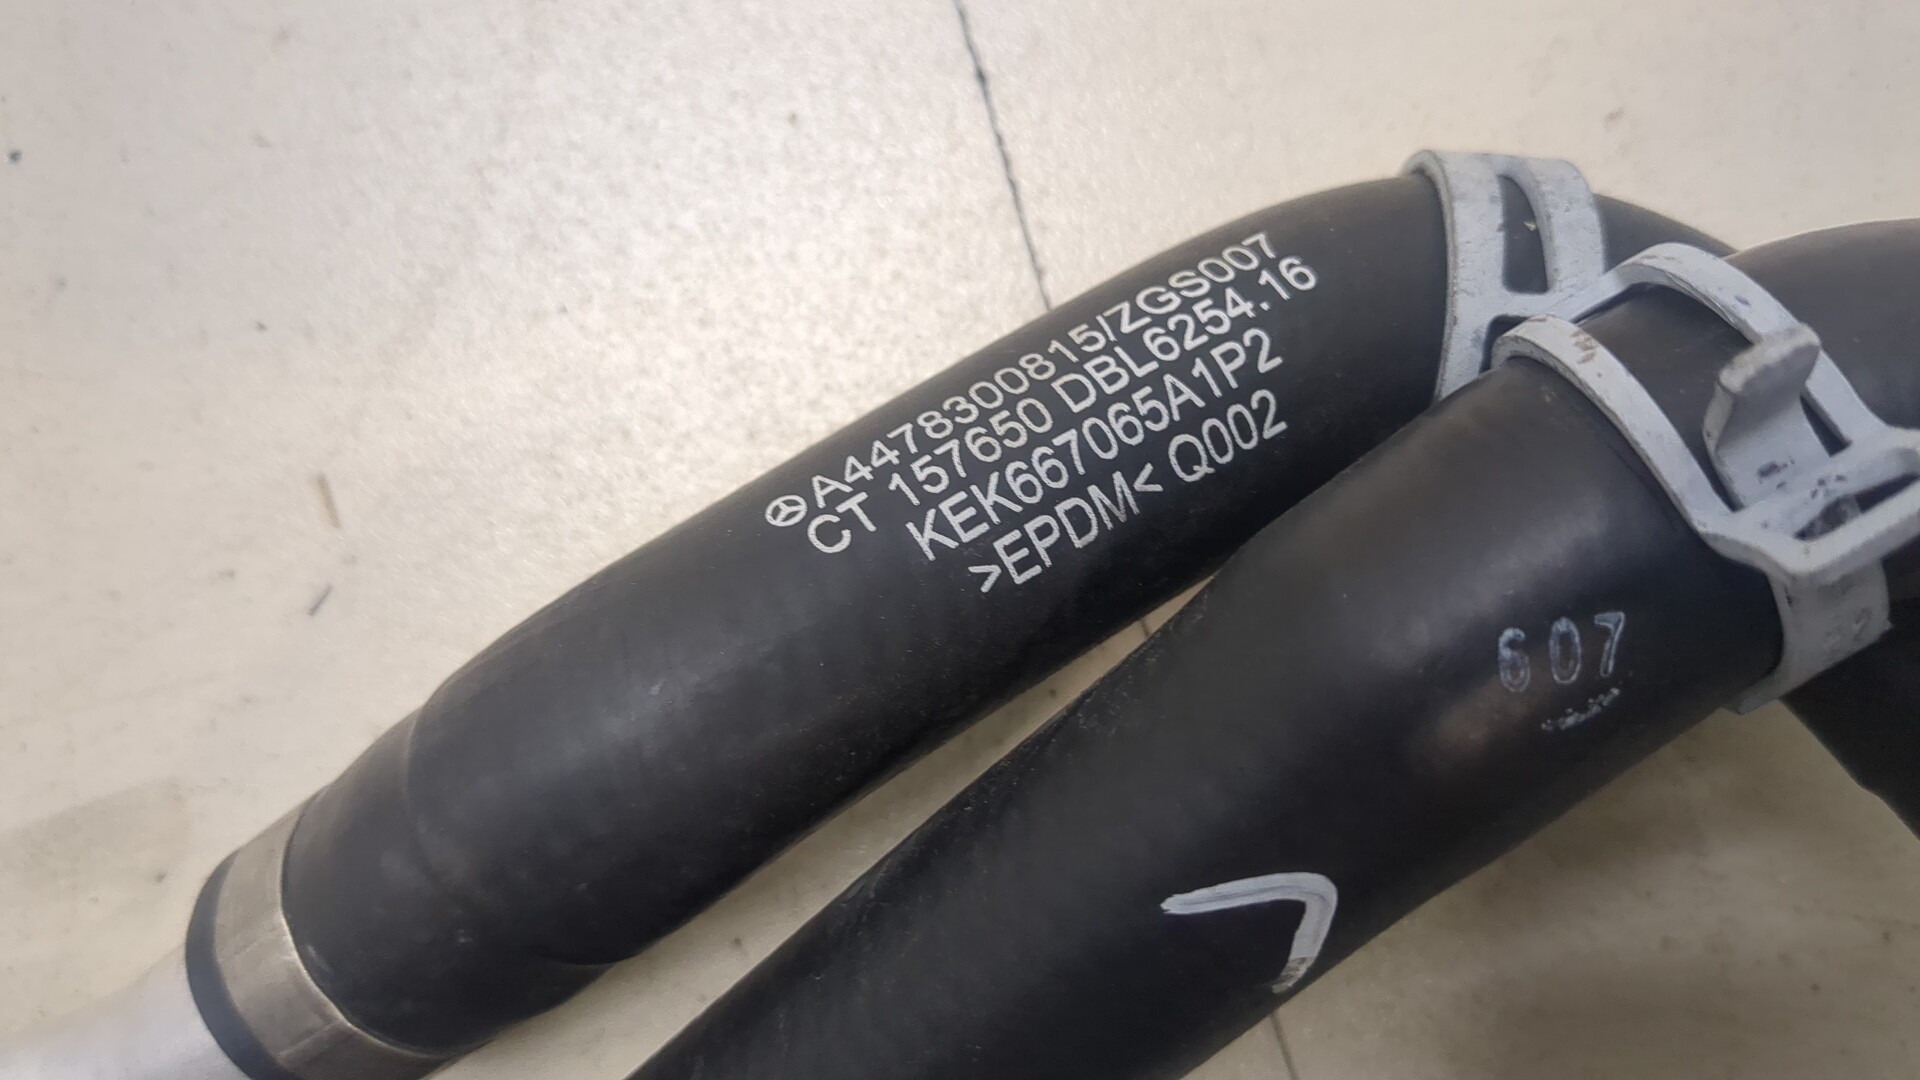 A4478300815/ZGS007
CT 157650 DBL6254.16
KEK667065A1P2
>EPDM< Q002
607